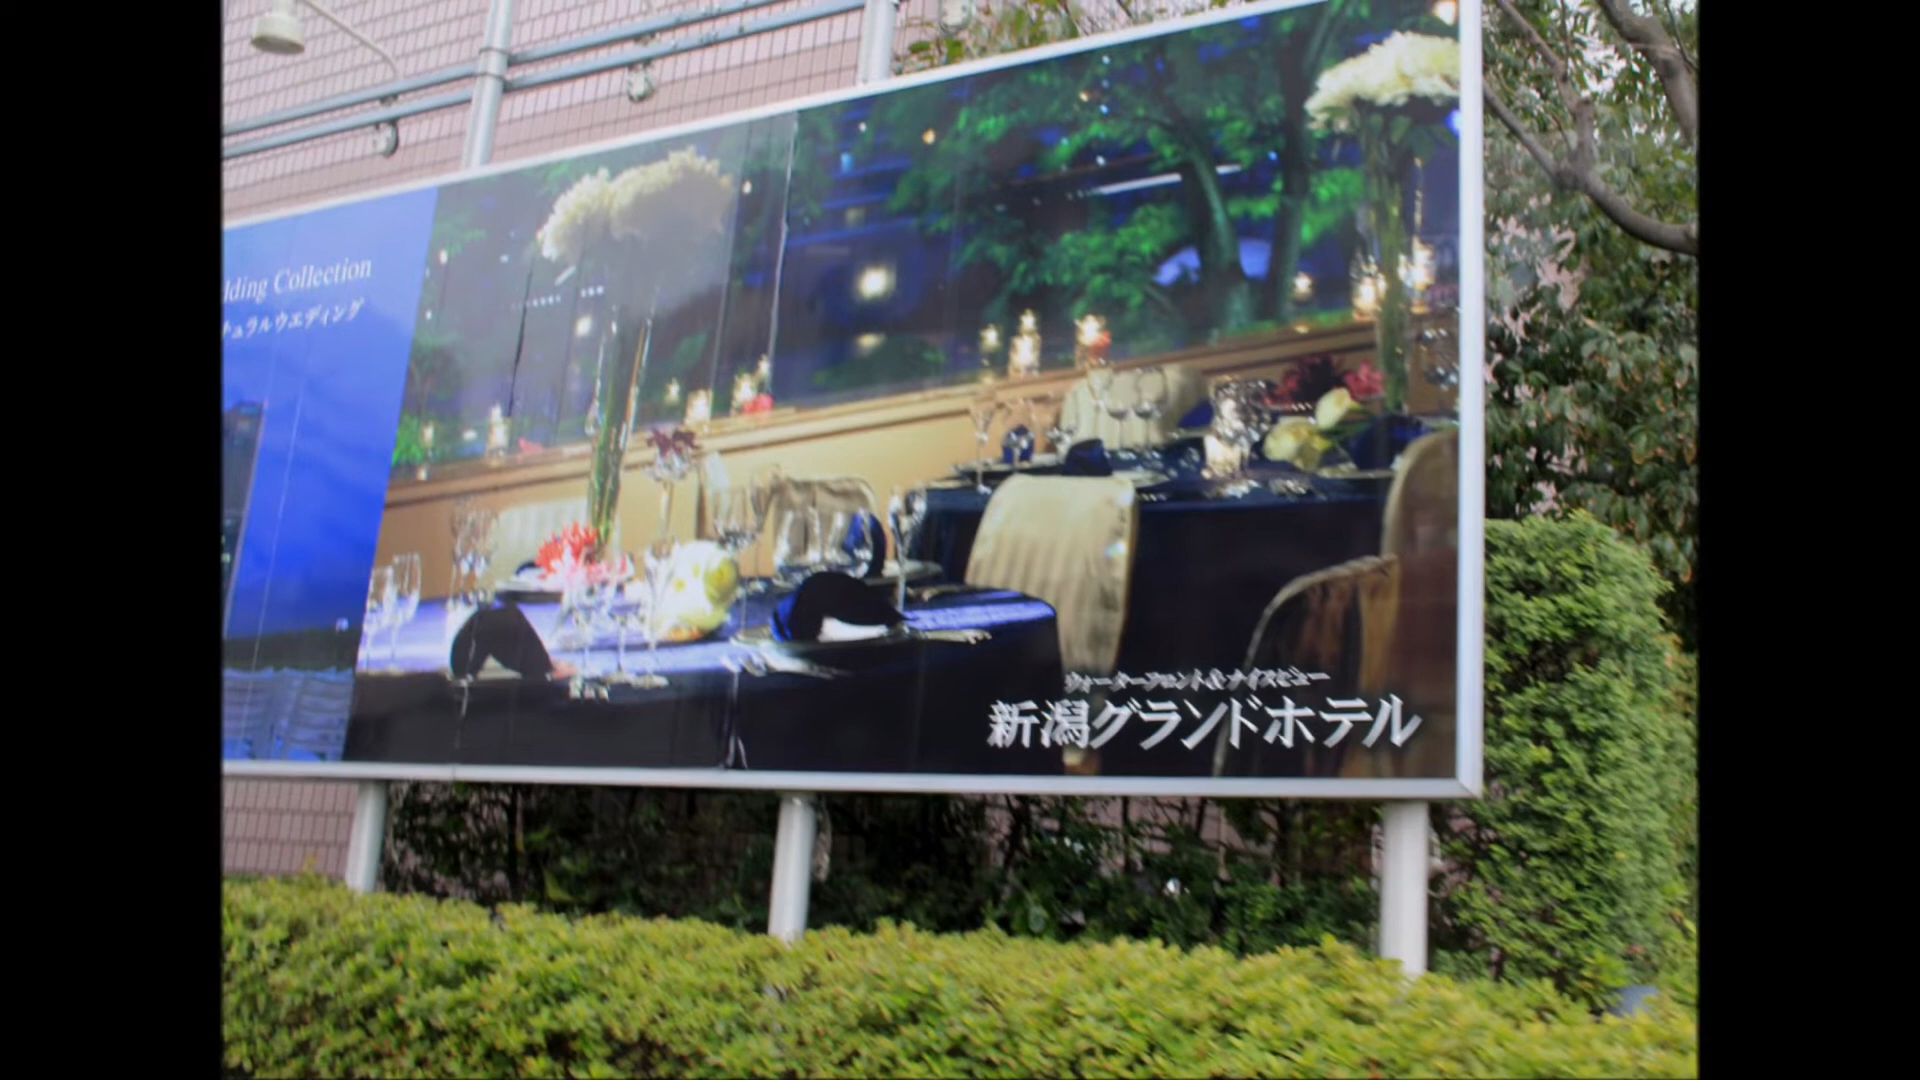 dding Collection
チュラルウエディング
ウォーターフロント&ナイスビュー
新潟グランドホテル